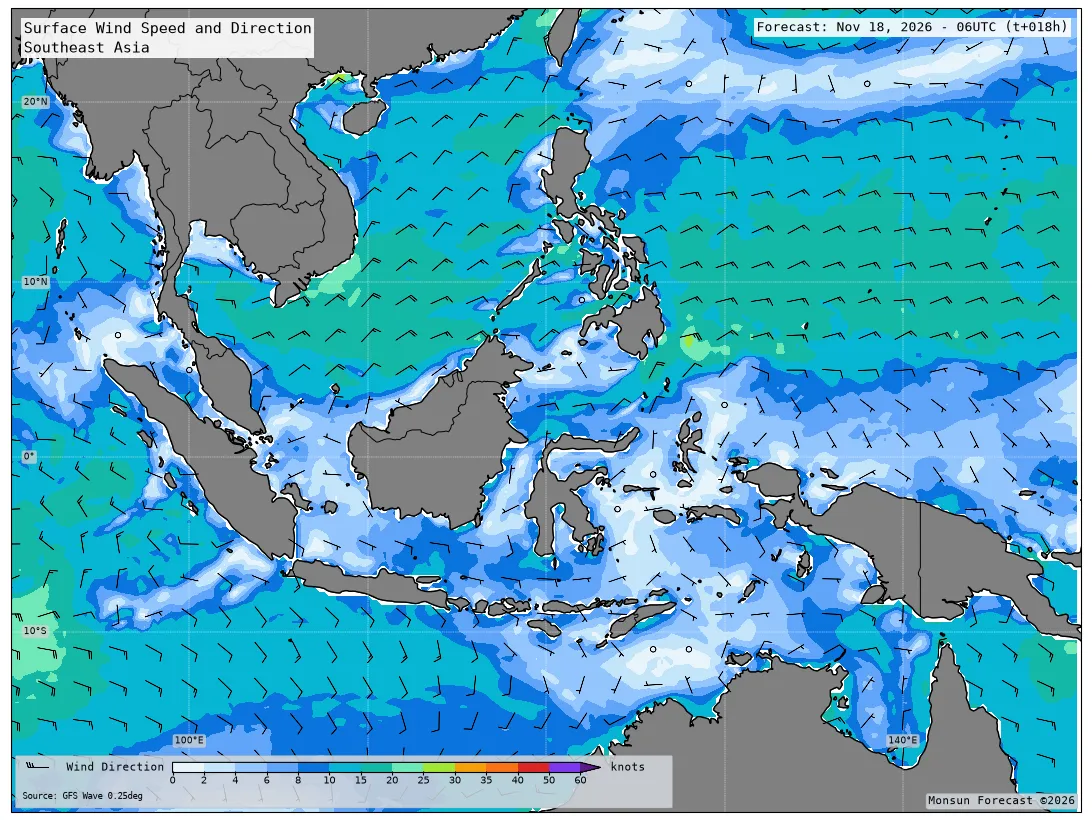 Surface Wind Speed and Direction
Southeast Asia
Forecast: Nov 18, 2026 - 06UTC (t+018h)
20°N
10°N
0°
10°S
100°E
140°E
Wind Direction
0 2 4 6 8 10 15 20 25 30 35 40 50 60
knots
Source: GFS Wave 0.25deg
Monsun Forecast ©2026